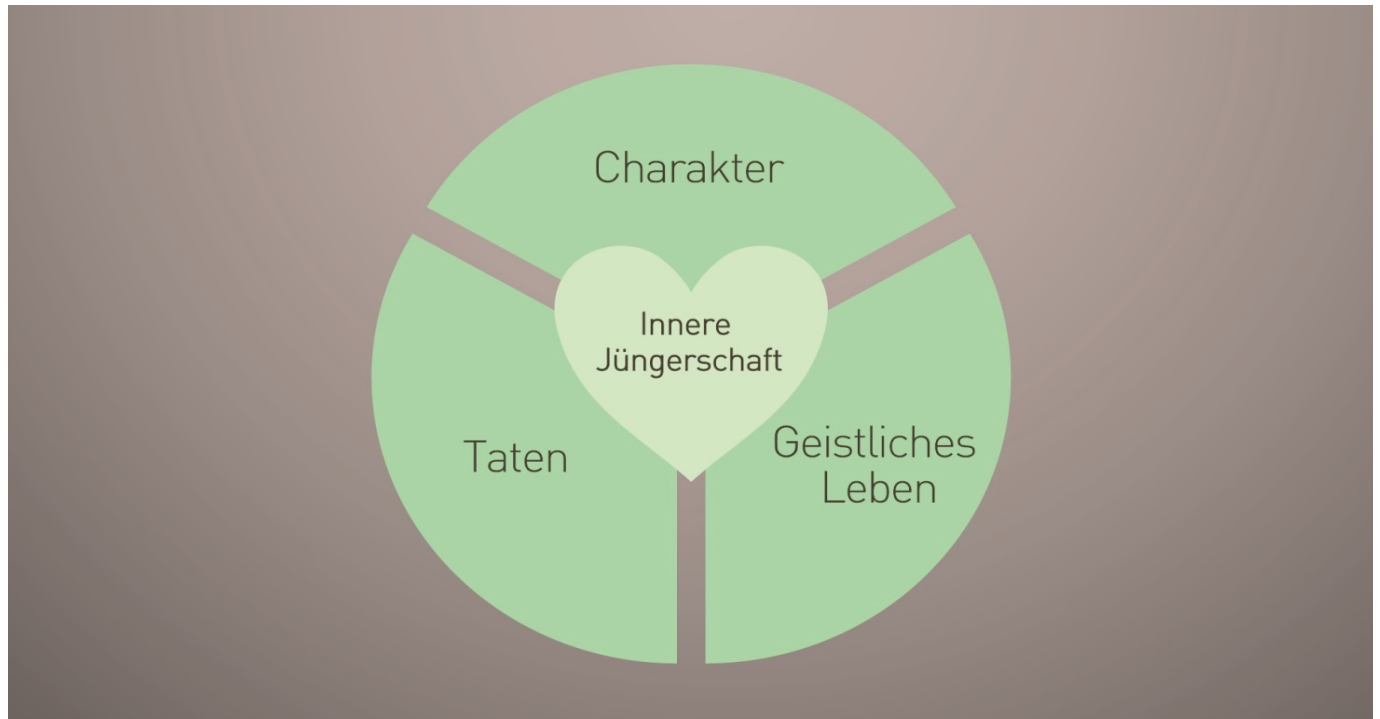 Charakter
Innere
Jüngerschaft
Taten
Geistliches
Leben